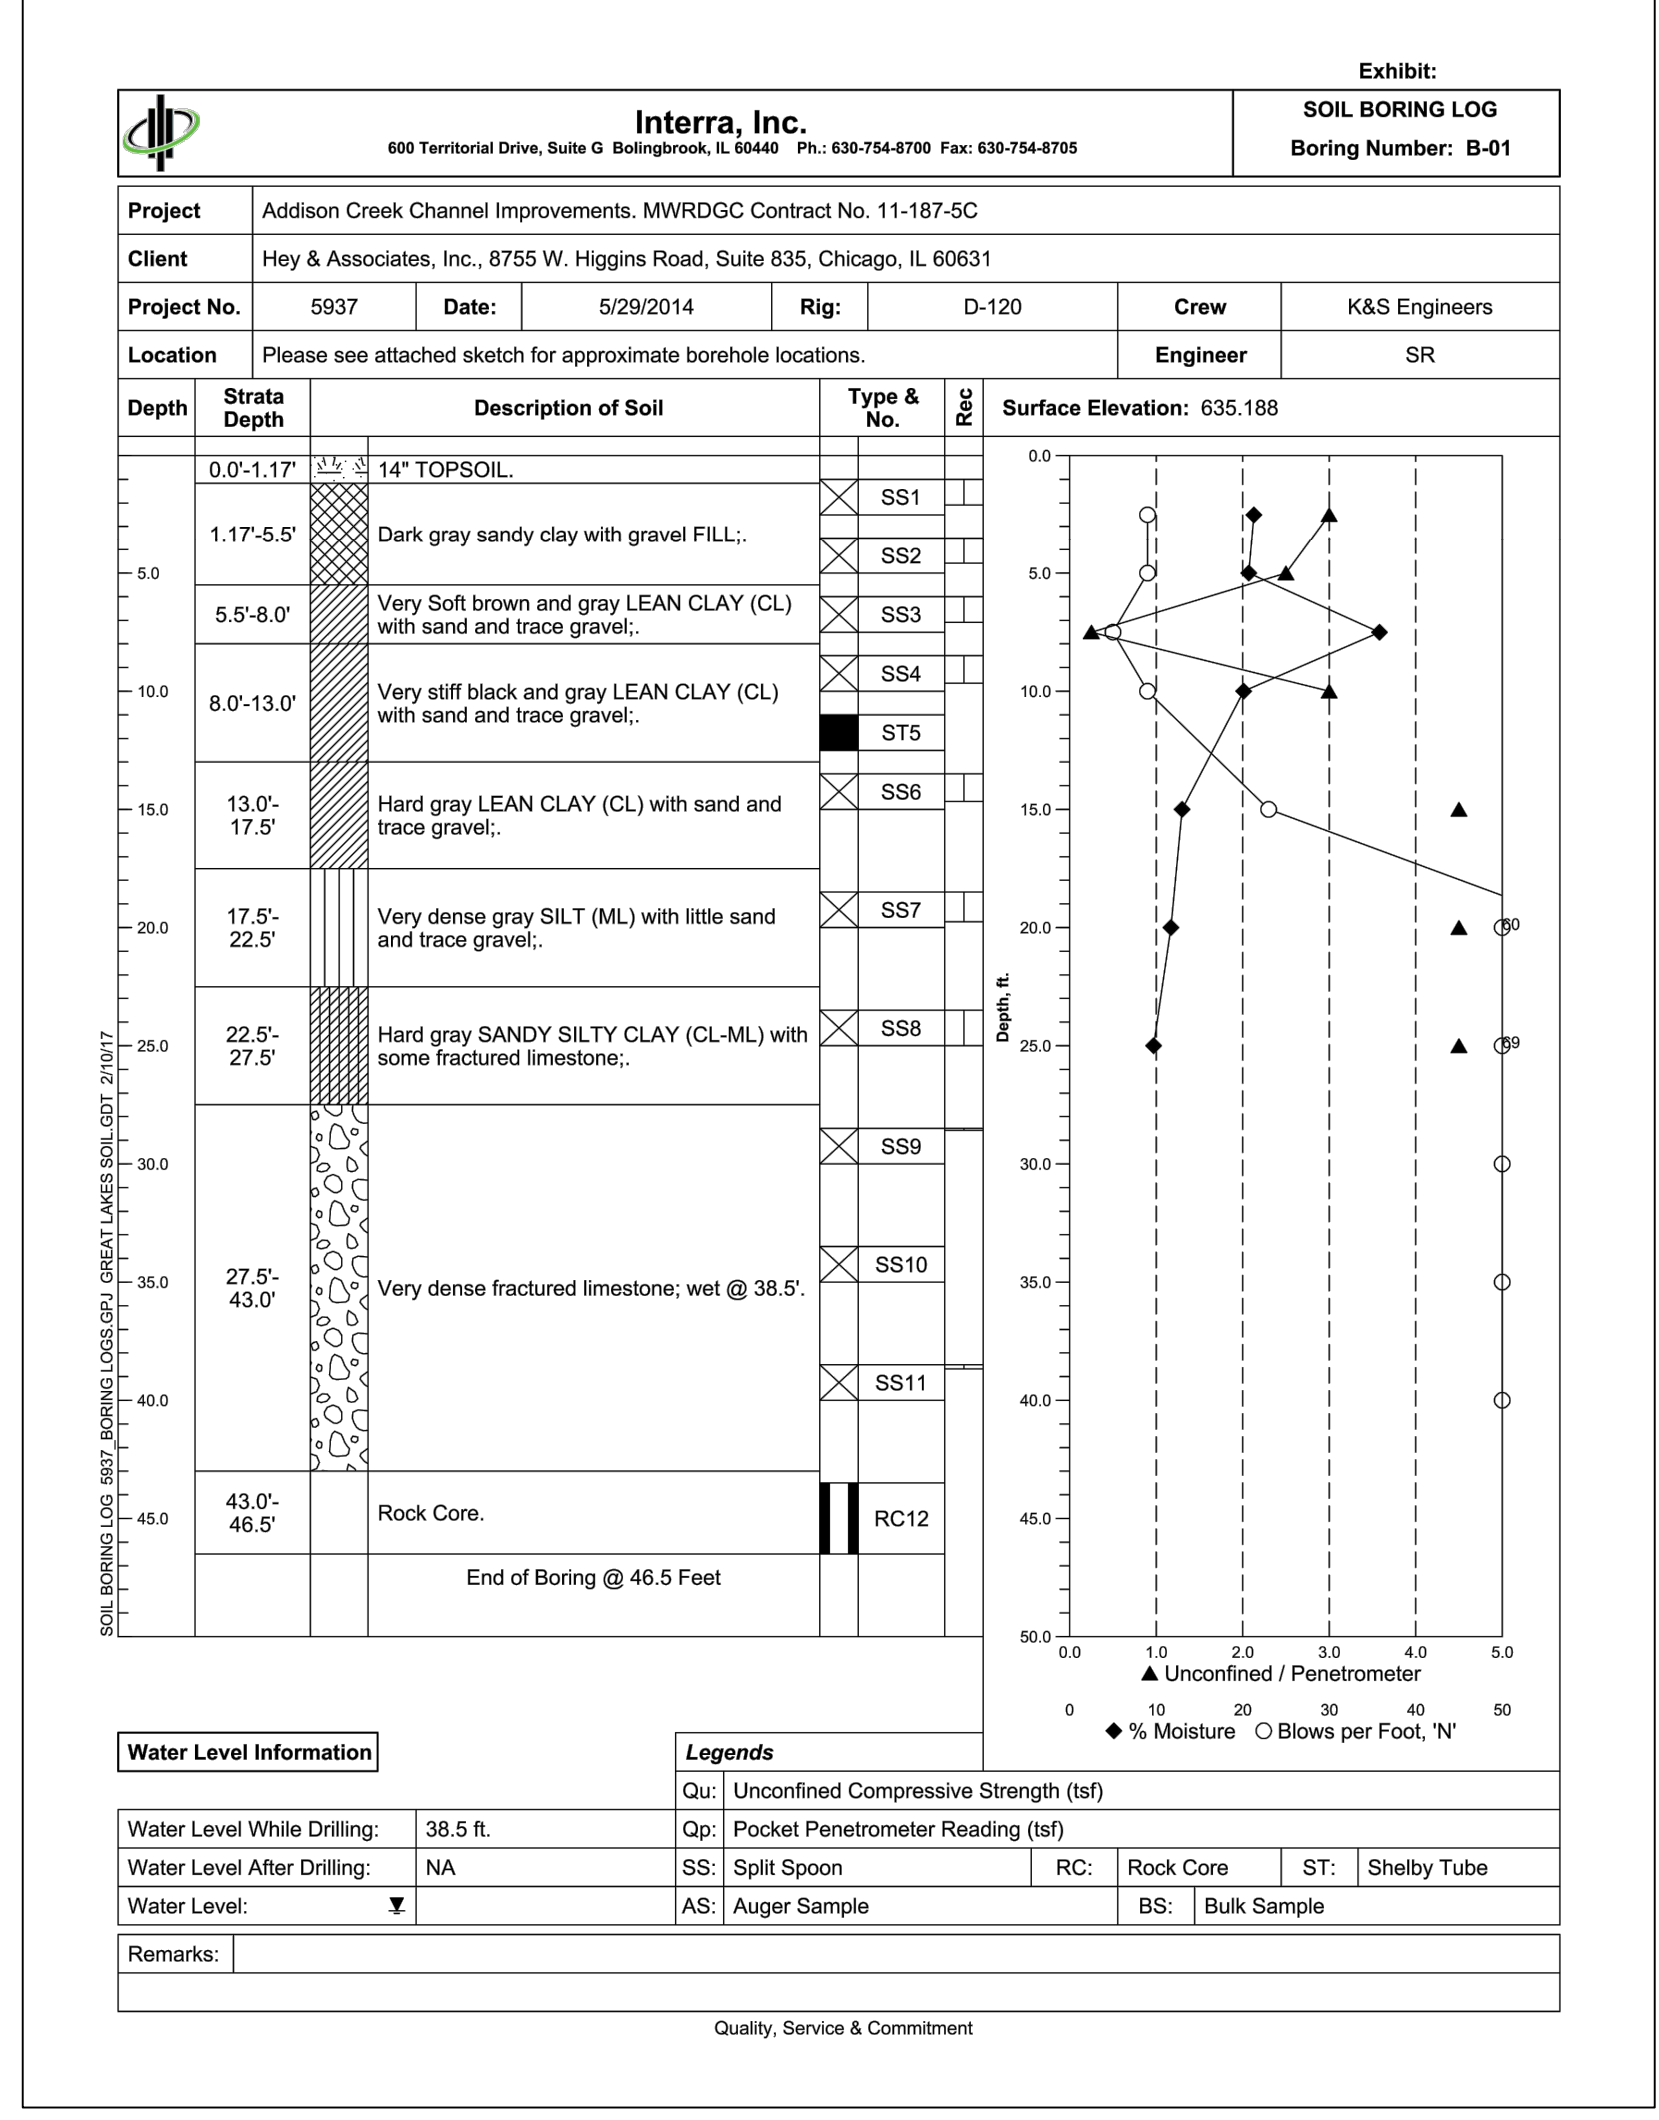 Exhibit:
Interra, Inc.
600 Territorial Drive, Suite G Bolingbrook, IL 60440 Ph.: 630-754-8700 Fax: 630-754-8705
SOIL BORING LOG
Boring Number: B-01
Project Addison Creek Channel Improvements. MWRDGC Contract No. 11-187-5C
Client Hey & Associates, Inc., 8755 W. Higgins Road, Suite 835, Chicago, IL 60631
Project No. 5937 Date: 5/29/2014 Rig: D-120 Crew K&S Engineers
Location Please see attached sketch for approximate borehole locations. Engineer SR
Depth Strata Depth Description of Soil Type & No. Rec Surface Elevation: 635.188
0.0'-1.17' 14" TOPSOIL.
SS1
1.17'-5.5' Dark gray sandy clay with gravel FILL;.
SS2
5.0
5.5'-8.0' Very Soft brown and gray LEAN CLAY (CL)
with sand and trace gravel;.
SS3
SS4
10.0
8.0'-13.0' Very stiff black and gray LEAN CLAY (CL)
with sand and trace gravel;.
ST5
SS6
13.0'-
17.5'
Hard gray LEAN CLAY (CL) with sand and
trace gravel;.
15.0
SS7
17.5'-
22.5'
Very dense gray SILT (ML) with little sand
and trace gravel;.
20.0
SS8
22.5'-
27.5'
Hard gray SANDY SILTY CLAY (CL-ML) with
some fractured limestone;.
25.0
SS9
30.0
SS10
27.5'-
43.0'
Very dense fractured limestone; wet @ 38.5'.
35.0
SS11
40.0
43.0'-
46.5'
Rock Core.
RC12
45.0
End of Boring @ 46.5 Feet
SOIL BORING LOG 5937_BORING LOGS.GPJ GREAT LAKES SOIL.GDT 2/10/17
0.0
5.0
10.0
15.0
20.0
60
Depth, ft.
25.0
69
30.0
35.0
40.0
45.0
50.0
0.0 1.0 2.0 3.0 4.0 5.0
Unconfined / Penetrometer
0 10 20 30 40 50
% Moisture Blows per Foot, 'N'
Water Level Information
Legends
Qu: Unconfined Compressive Strength (tsf)
Water Level While Drilling: 38.5 ft. Qp: Pocket Penetrometer Reading (tsf)
Water Level After Drilling: NA SS: Split Spoon RC: Rock Core ST: Shelby Tube
Water Level: AS: Auger Sample BS: Bulk Sample
Remarks:
Quality, Service & Commitment